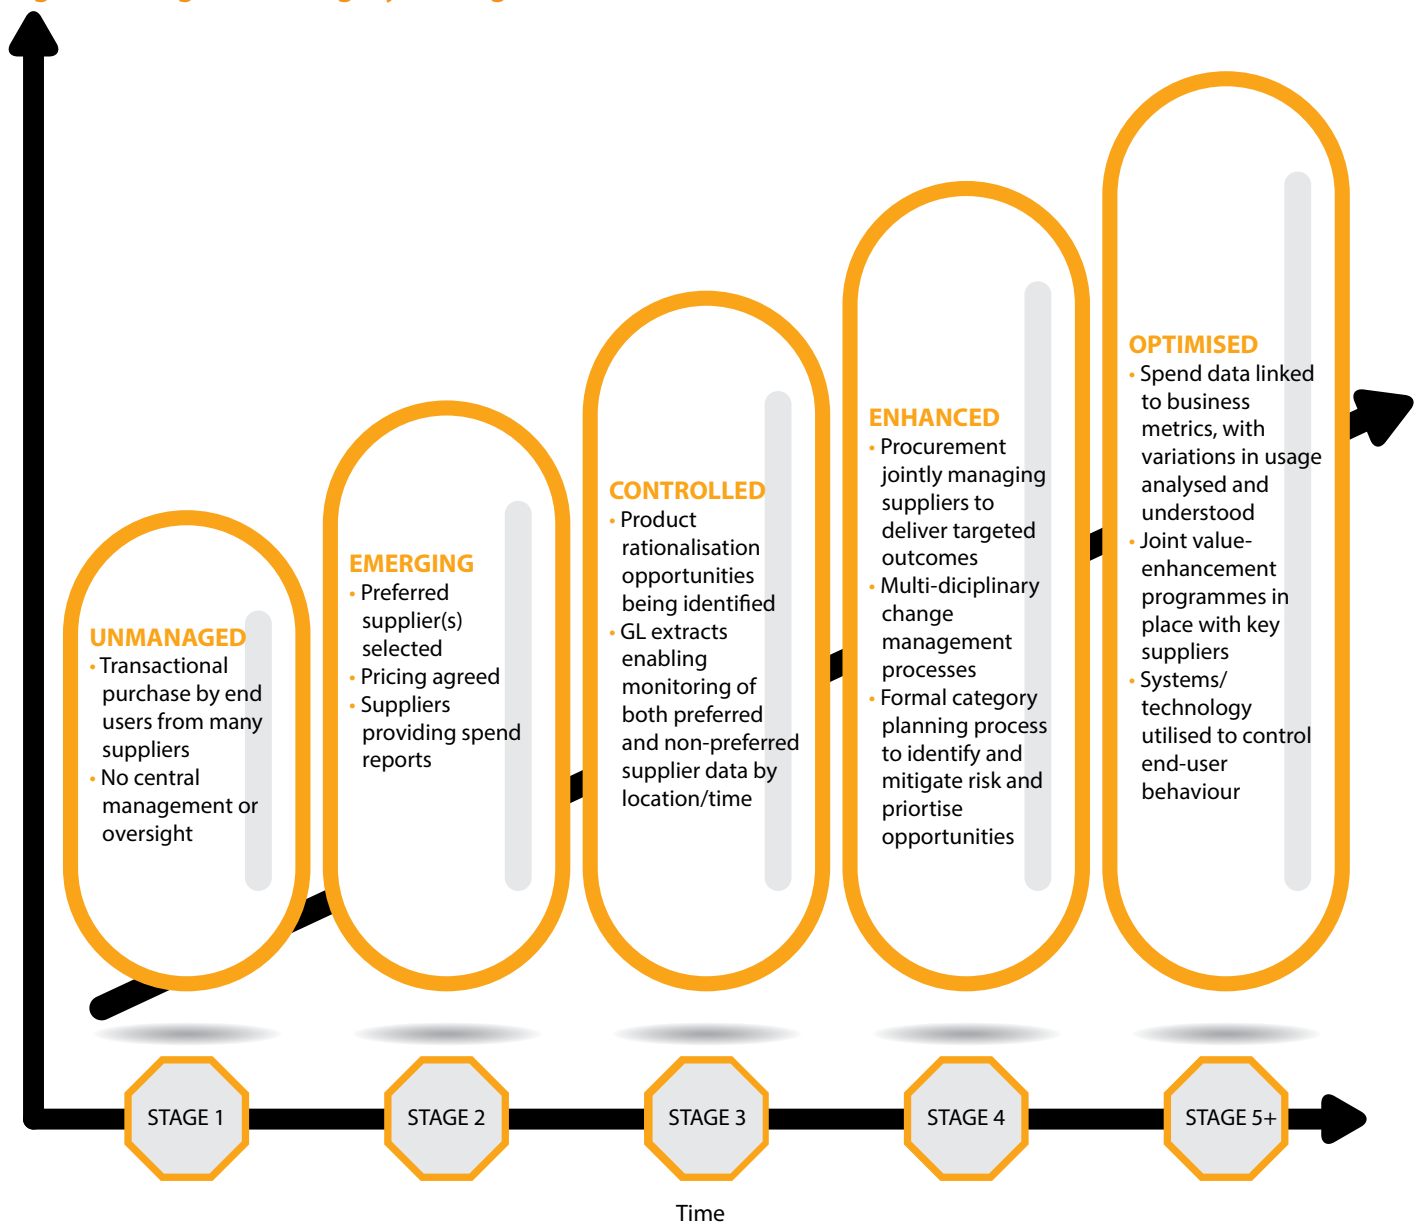 UNMANAGED
• Transactional
purchase by end
users from many
suppliers
• No central
management or
oversight
EMERGING
• Preferred
supplier(s)
selected
• Pricing agreed
• Suppliers
providing spend
reports
CONTROLLED
• Product
rationalisation
opportunities
being identified
• GL extracts
enabling
monitoring of
both preferred
and non-preferred
supplier data by
location/time
ENHANCED
• Procurement
jointly managing
suppliers to
deliver targeted
outcomes
• Multi-diciplinary
change
management
processes
• Formal category
planning process
to identify and
mitigate risk and
priortise
opportunities
OPTIMISED
• Spend data linked
to business
metrics, with
variations in usage
analysed and
understood
• Joint value-
enhancement
programmes in
place with key
suppliers
• Systems/
technology
utilised to control
end-user
behaviour
STAGE 1
STAGE 2
STAGE 3
STAGE 4
STAGE 5+
Time